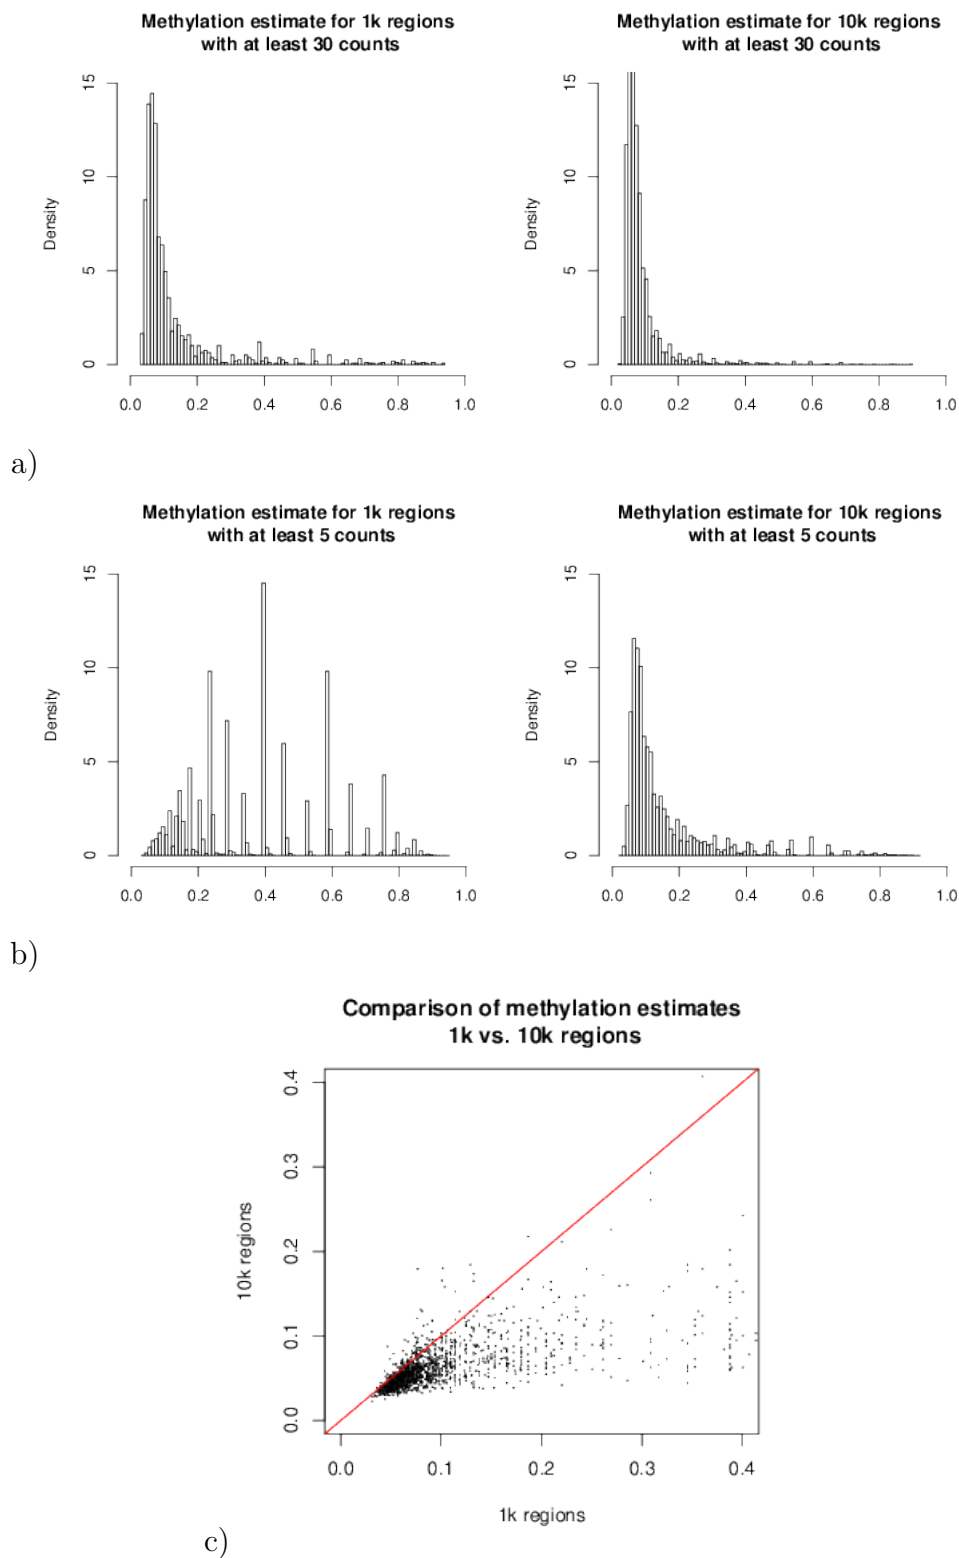 Methylation estimate for 1k regions
with at least 30 counts
Density
15
10
5
0
0.0 0.2 0.4 0.6 0.8 1.0
Methylation estimate for 10k regions
with at least 30 counts
Density
15
10
5
0
0.0 0.2 0.4 0.6 0.8 1.0
a)
Methylation estimate for 1k regions
with at least 5 counts
Density
15
10
5
0
0.0 0.2 0.4 0.6 0.8 1.0
Methylation estimate for 10k regions
with at least 5 counts
Density
15
10
5
0
0.0 0.2 0.4 0.6 0.8 1.0
b)
Comparison of methylation estimates
1k vs. 10k regions
10k regions
0.4
0.3
0.2
0.1
0.0
0.0 0.1 0.2 0.3 0.4
1k regions
c)